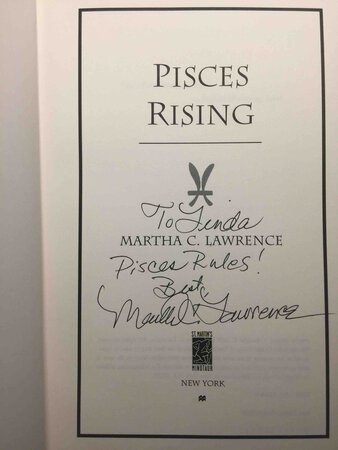 PISCES
RISING
To Linda
MARTHA C. LAWRENCE
Pisces Rules!
Best,
Martha C. Lawrence
ST. MARTIN'S
MINOTAUR
NEW YORK